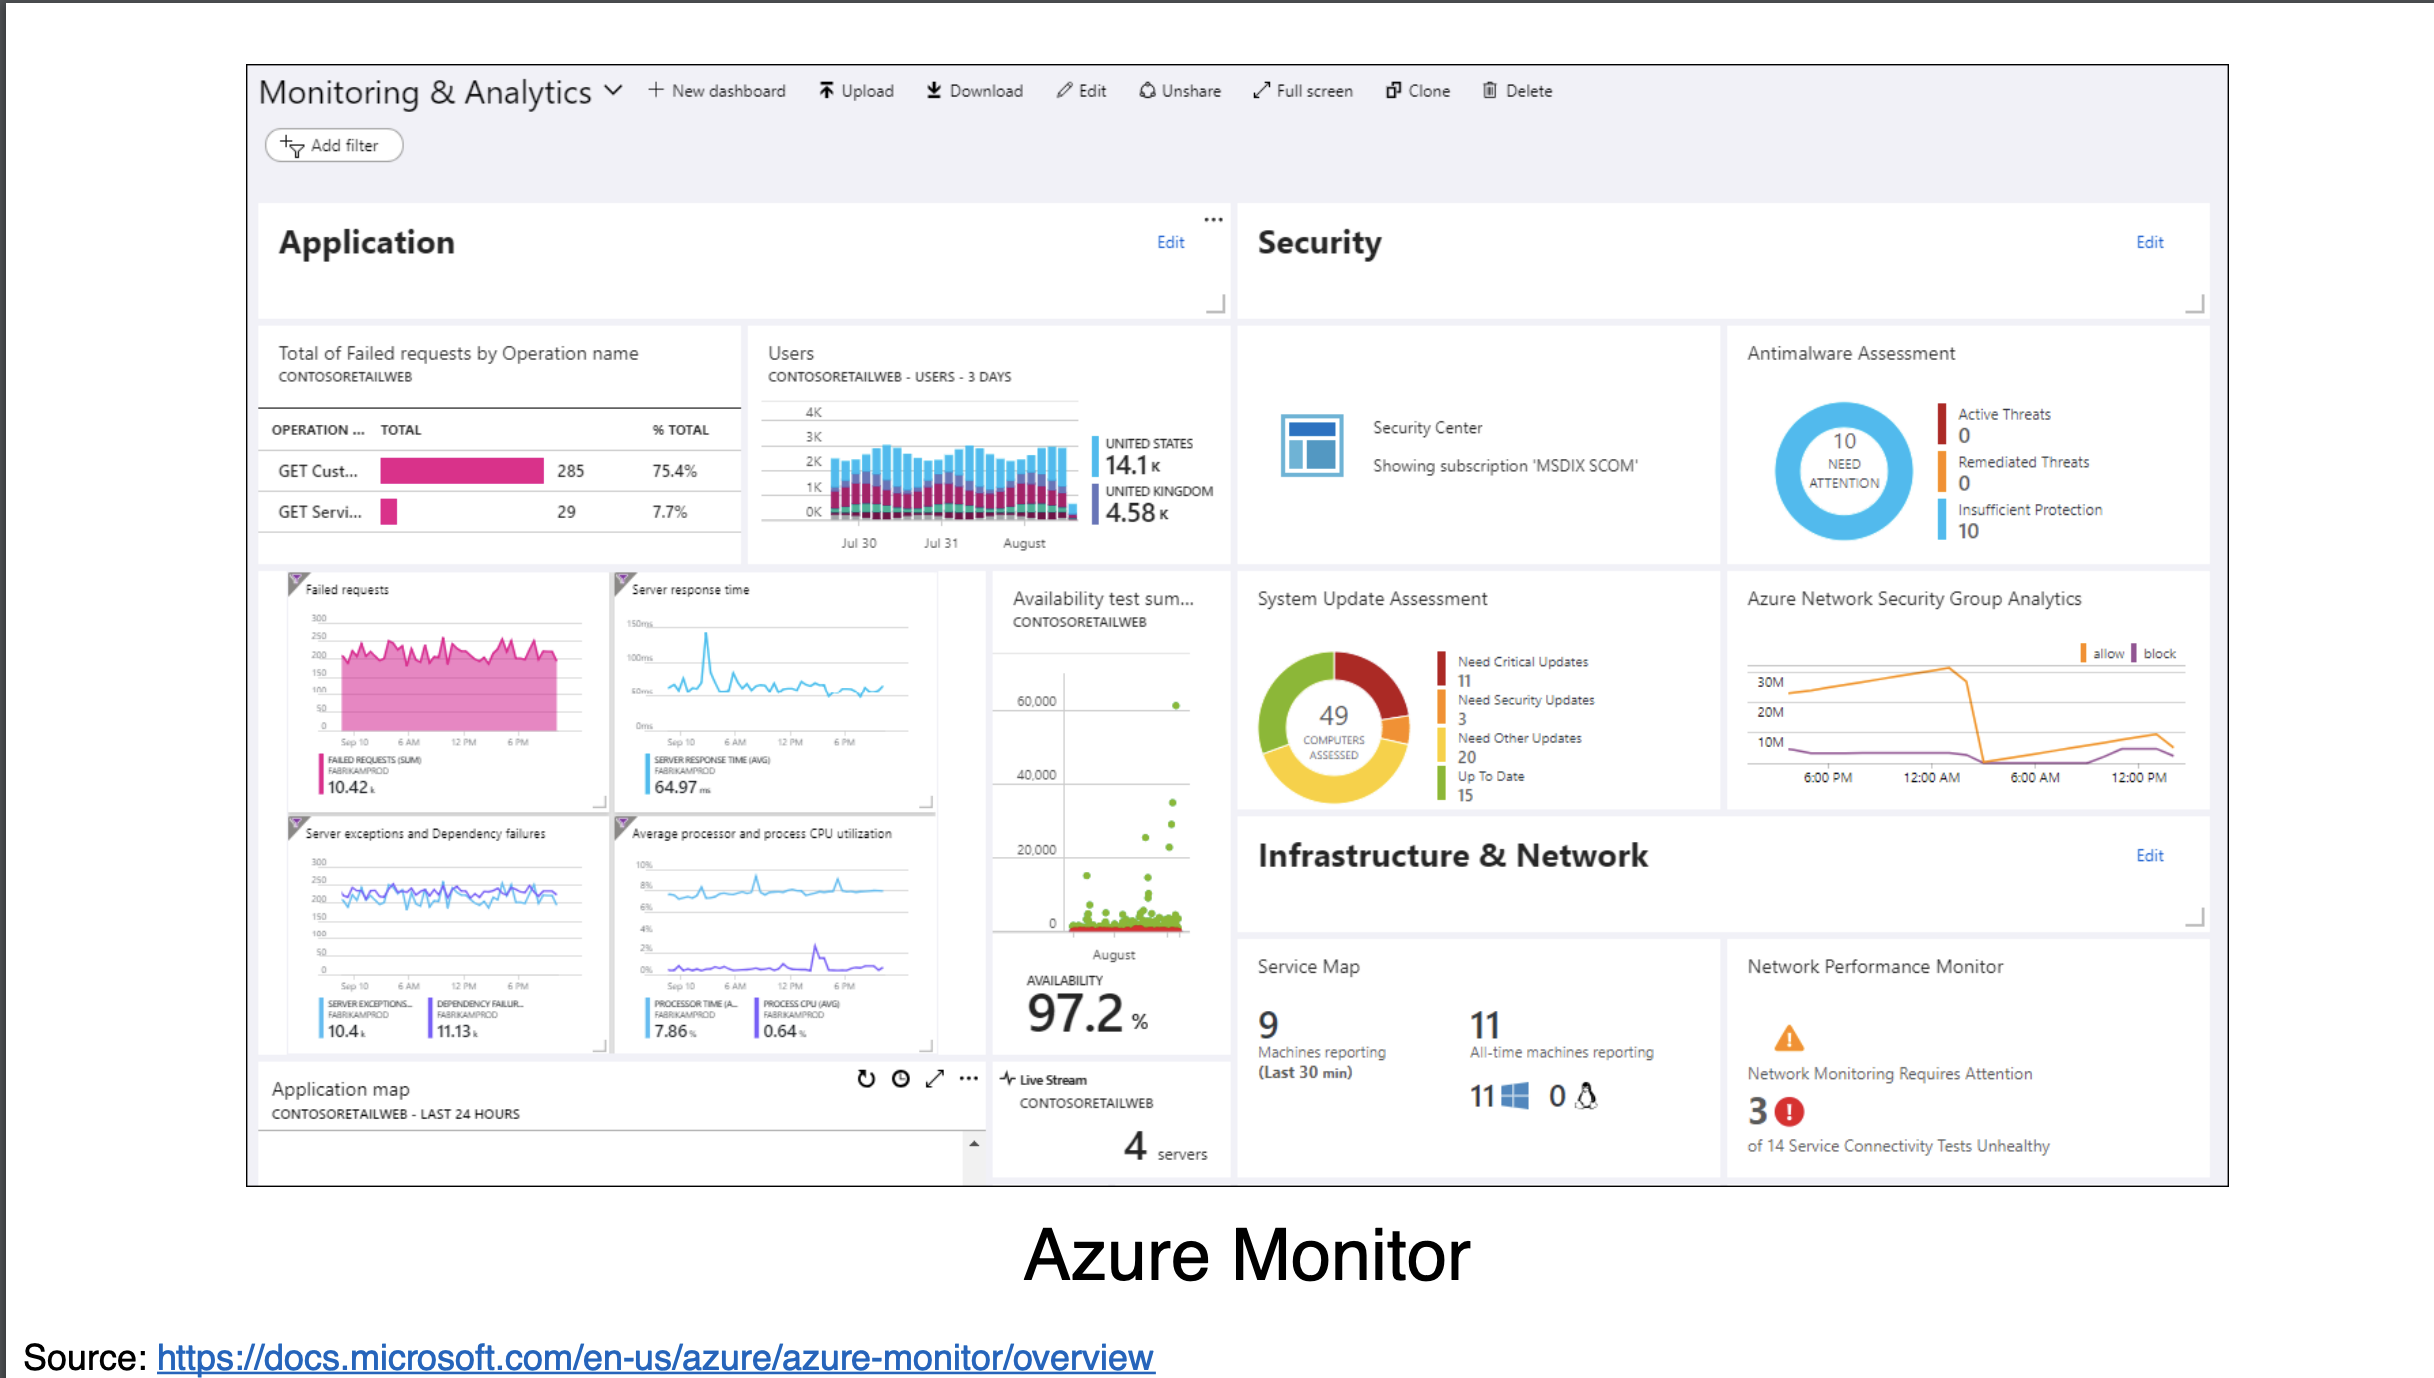 Monitoring & Analytics
New dashboard
Upload
Download
Edit
Unshare
Full screen
Clone
Delete
Add filter
Application
Edit
Total of Failed requests by Operation name
CONTOSORETAILWEB
OPERATION ... TOTAL % TOTAL
GET Cust... 285 75.4%
GET Servi... 29 7.7%
Users
CONTOSORETAILWEB - USERS - 3 DAYS
4K
3K
2K
1K
0K
Jul 30 Jul 31 August
UNITED STATES
14.1 K
UNITED KINGDOM
4.58 K
Failed requests
300
250
200
150
100
50
0
Sep 10 6 AM 12 PM 6 PM
FAILED REQUESTS (SUM)
FABRIKAMPROD
10.42 k
Server response time
150ms
100ms
50ms
0ms
Sep 10 6 AM 12 PM 6 PM
SERVER RESPONSE TIME (AVG)
FABRIKAMPROD
64.97 ms
Server exceptions and Dependency failures
300
250
200
150
100
50
0
Sep 10 6 AM 12 PM 6 PM
SERVER EXCEPTIONS...
FABRIKAMPROD
10.4 k
DEPENDENCY FAILUR...
FABRIKAMPROD
11.13 k
Average processor and process CPU utilization
10%
8%
6%
4%
2%
0%
Sep 10 6 AM 12 PM 6 PM
PROCESSOR TIME (A...
FABRIKAMPROD
7.86 %
PROCESS CPU (AVG)
FABRIKAMPROD
0.64 %
Availability test sum...
CONTOSORETAILWEB
60,000
40,000
20,000
0
August
AVAILABILITY
97.2 %
Application map
CONTOSORETAILWEB - LAST 24 HOURS
Live Stream
CONTOSORETAILWEB
4 servers
Security
Edit
Security Center
Showing subscription 'MSDIX SCOM'
Antimalware Assessment
10
NEED
ATTENTION
Active Threats
0
Remediated Threats
0
Insufficient Protection
10
System Update Assessment
49
COMPUTERS
ASSESSED
Need Critical Updates
11
Need Security Updates
3
Need Other Updates
20
Up To Date
15
Azure Network Security Group Analytics
allow block
30M
20M
10M
6:00 PM 12:00 AM 6:00 AM 12:00 PM
Infrastructure & Network
Edit
Service Map
9
Machines reporting
(Last 30 min)
11
All-time machines reporting
11 0
Network Performance Monitor
Network Monitoring Requires Attention
3
of 14 Service Connectivity Tests Unhealthy
Azure Monitor
Source: https://docs.microsoft.com/en-us/azure/azure-monitor/overview